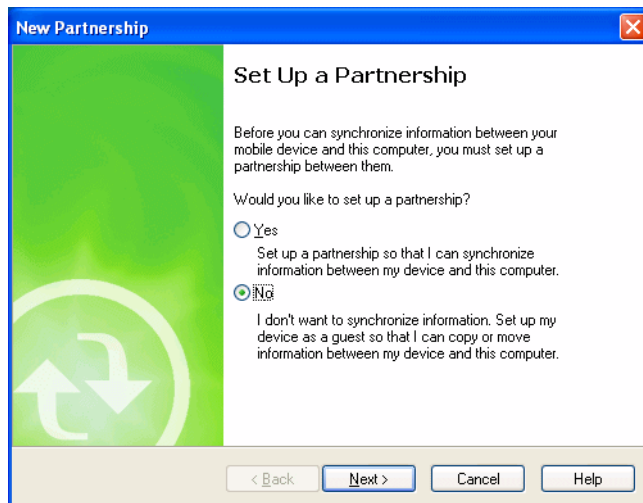 New Partnership
Set Up a Partnership
Before you can synchronize information between your
mobile device and this computer, you must set up a
partnership between them.
Would you like to set up a partnership?
Yes
Set up a partnership so that I can synchronize
information between my device and this computer.
No
I don't want to synchronize information. Set up my
device as a guest so that I can copy or move
information between my device and this computer.
< Back
Next >
Cancel
Help